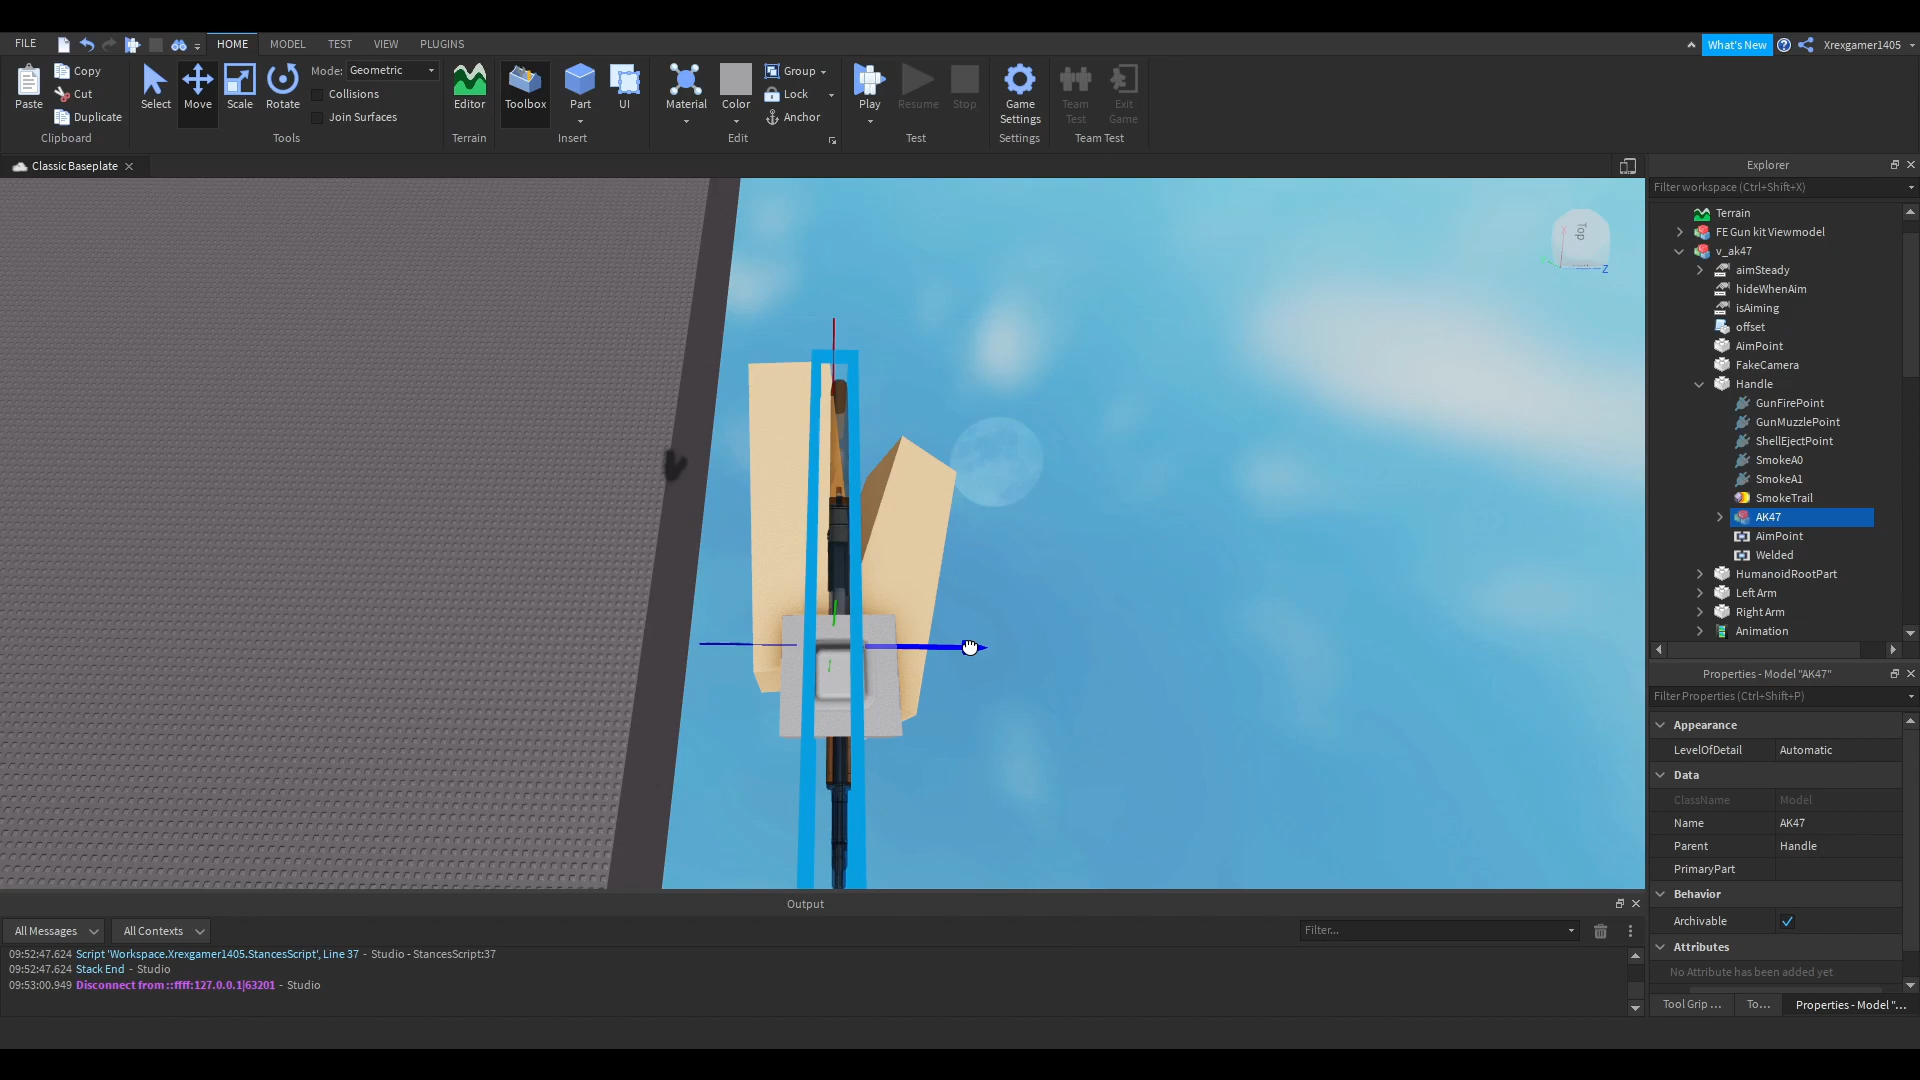 FILE
HOME
MODEL
TEST
VIEW
PLUGINS
What's New
Xrexgamer1405
Paste
Copy
Cut
Duplicate
Clipboard
Select
Move
Scale
Rotate
Mode:
Geometric
Collisions
Join Surfaces
Tools
Editor
Terrain
Toolbox
Part
UI
Insert
Material
Color
Group
Lock
Anchor
Edit
Play
Resume
Stop
Test
Game
Settings
Settings
Team
Test
Exit
Game
Team Test
Classic Baseplate
Top
X
Z
Explorer
Filter workspace (Ctrl+Shift+X)
Terrain
FE Gun kit Viewmodel
v_ak47
aimSteady
hideWhenAim
isAiming
offset
AimPoint
FakeCamera
Handle
GunFirePoint
GunMuzzlePoint
ShellEjectPoint
SmokeA0
SmokeA1
SmokeTrail
AK47
AimPoint
Welded
HumanoidRootPart
Left Arm
Right Arm
Animation
Properties - Model "AK47"
Filter Properties (Ctrl+Shift+P)
Appearance
LevelOfDetail Automatic
Data
ClassName Model
Name AK47
Parent Handle
PrimaryPart
Behavior
Archivable
Attributes
No Attribute has been added yet
Tool Grip ...
To...
Properties - Model "...
Output
All Messages
All Contexts
Filter...
09:52:47.624 Script 'Workspace.Xrexgamer1405.StancesScript', Line 37 - Studio - StancesScript:37
09:52:47.624 Stack End - Studio
09:53:00.949 Disconnect from ::ffff:127.0.0.1|63201 - Studio